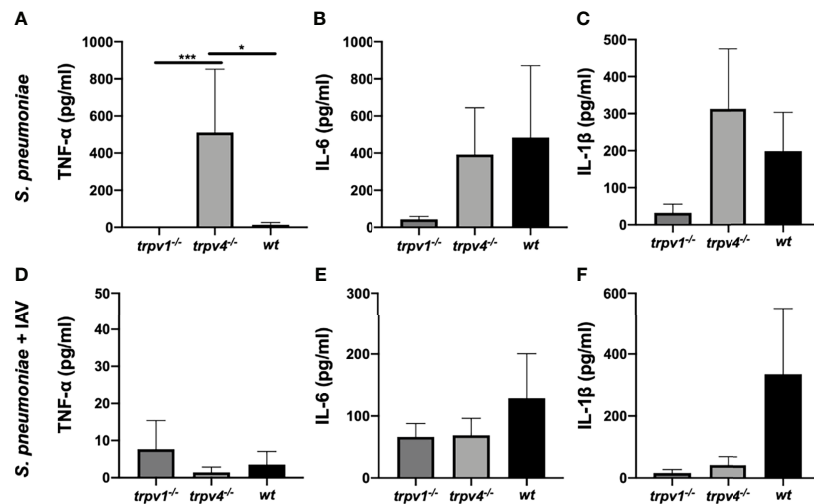 A
B
C
S. pneumoniae
TNF-α (pg/ml)
1000
800
600
400
200
0
***
*
trpv1⁻/⁻ trpv4⁻/⁻ wt
IL-6 (pg/ml)
1000
800
600
400
200
0
trpv1⁻/⁻ trpv4⁻/⁻ wt
IL-1β (pg/ml)
500
400
300
200
100
0
trpv1⁻/⁻ trpv4⁻/⁻ wt
D
E
F
S. pneumoniae + IAV
TNF-α (pg/ml)
50
40
30
20
10
0
trpv1⁻/⁻ trpv4⁻/⁻ wt
IL-6 (pg/ml)
300
200
100
0
trpv1⁻/⁻ trpv4⁻/⁻ wt
IL-1β (pg/ml)
600
400
200
0
trpv1⁻/⁻ trpv4⁻/⁻ wt